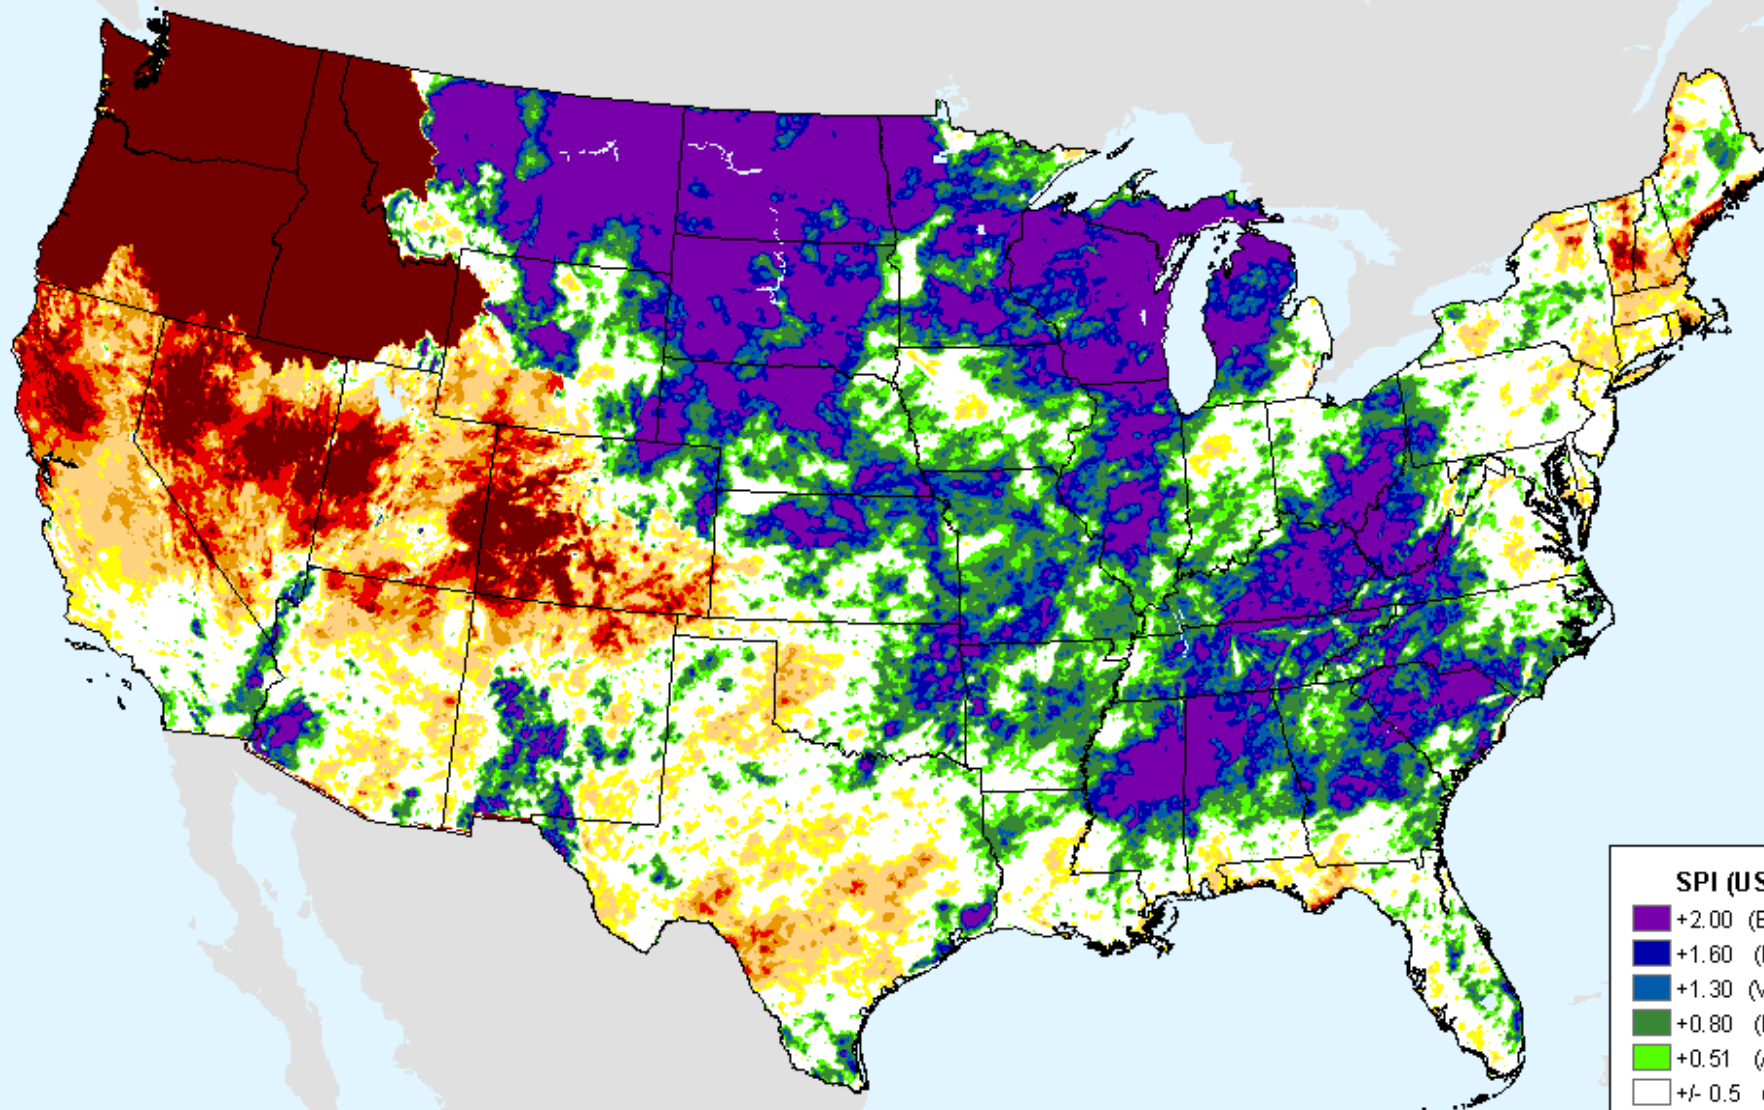 SPI (US
+2.00 (E
+1.60 (
+1.30 (V
+0.80 (
+0.51 (
+/- 0.5